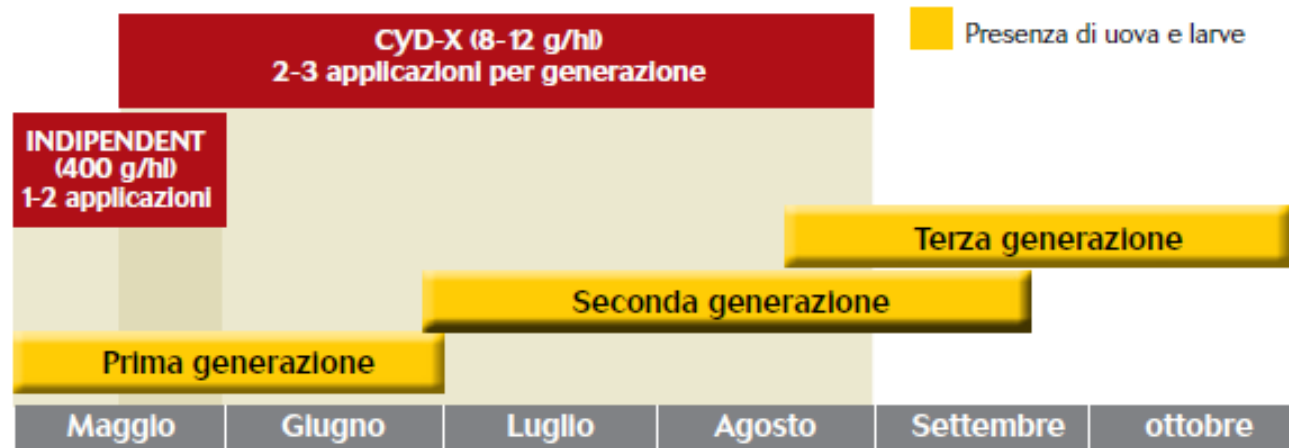 CYD-X (8-12 g/hl)
2-3 applicazioni per generazione
Presenza di uova e larve
INDIPENDENT
(400 g/hl)
1-2 applicazioni
Terza generazione
Seconda generazione
Prima generazione
Maggio Giugno Luglio Agosto Settembre ottobre